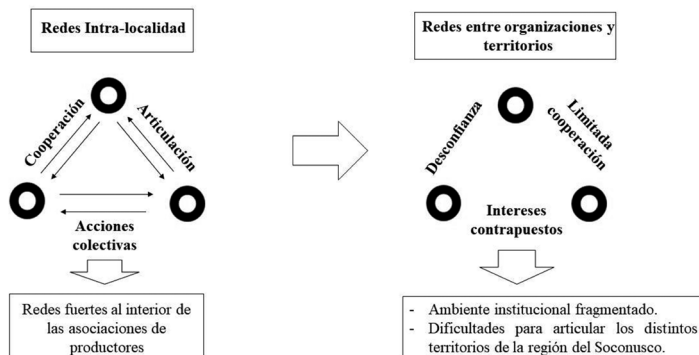 Redes Intra-localidad
Cooperación
Articulación
Acciones
colectivas
Redes fuertes al interior de
las asociaciones de
productores
Redes entre organizaciones y
territorios
Desconfianza
Limitada
cooperación
Intereses
contrapuestos
- Ambiente institucional fragmentado.
- Dificultades para articular los distintos
territorios de la región del Soconusco.